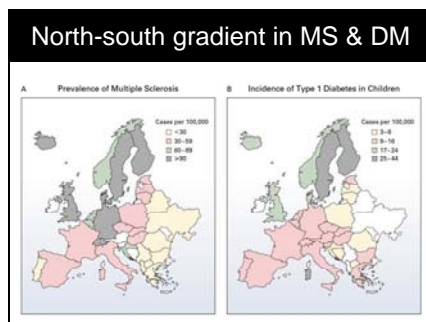 North-south gradient in MS & DM
A Prevalence of Multiple Sclerosis
Cases per 100,000
<30
30–59
60–89
>90
B Incidence of Type 1 Diabetes in Children
Cases per 100,000
3–8
9–16
17–24
25–44